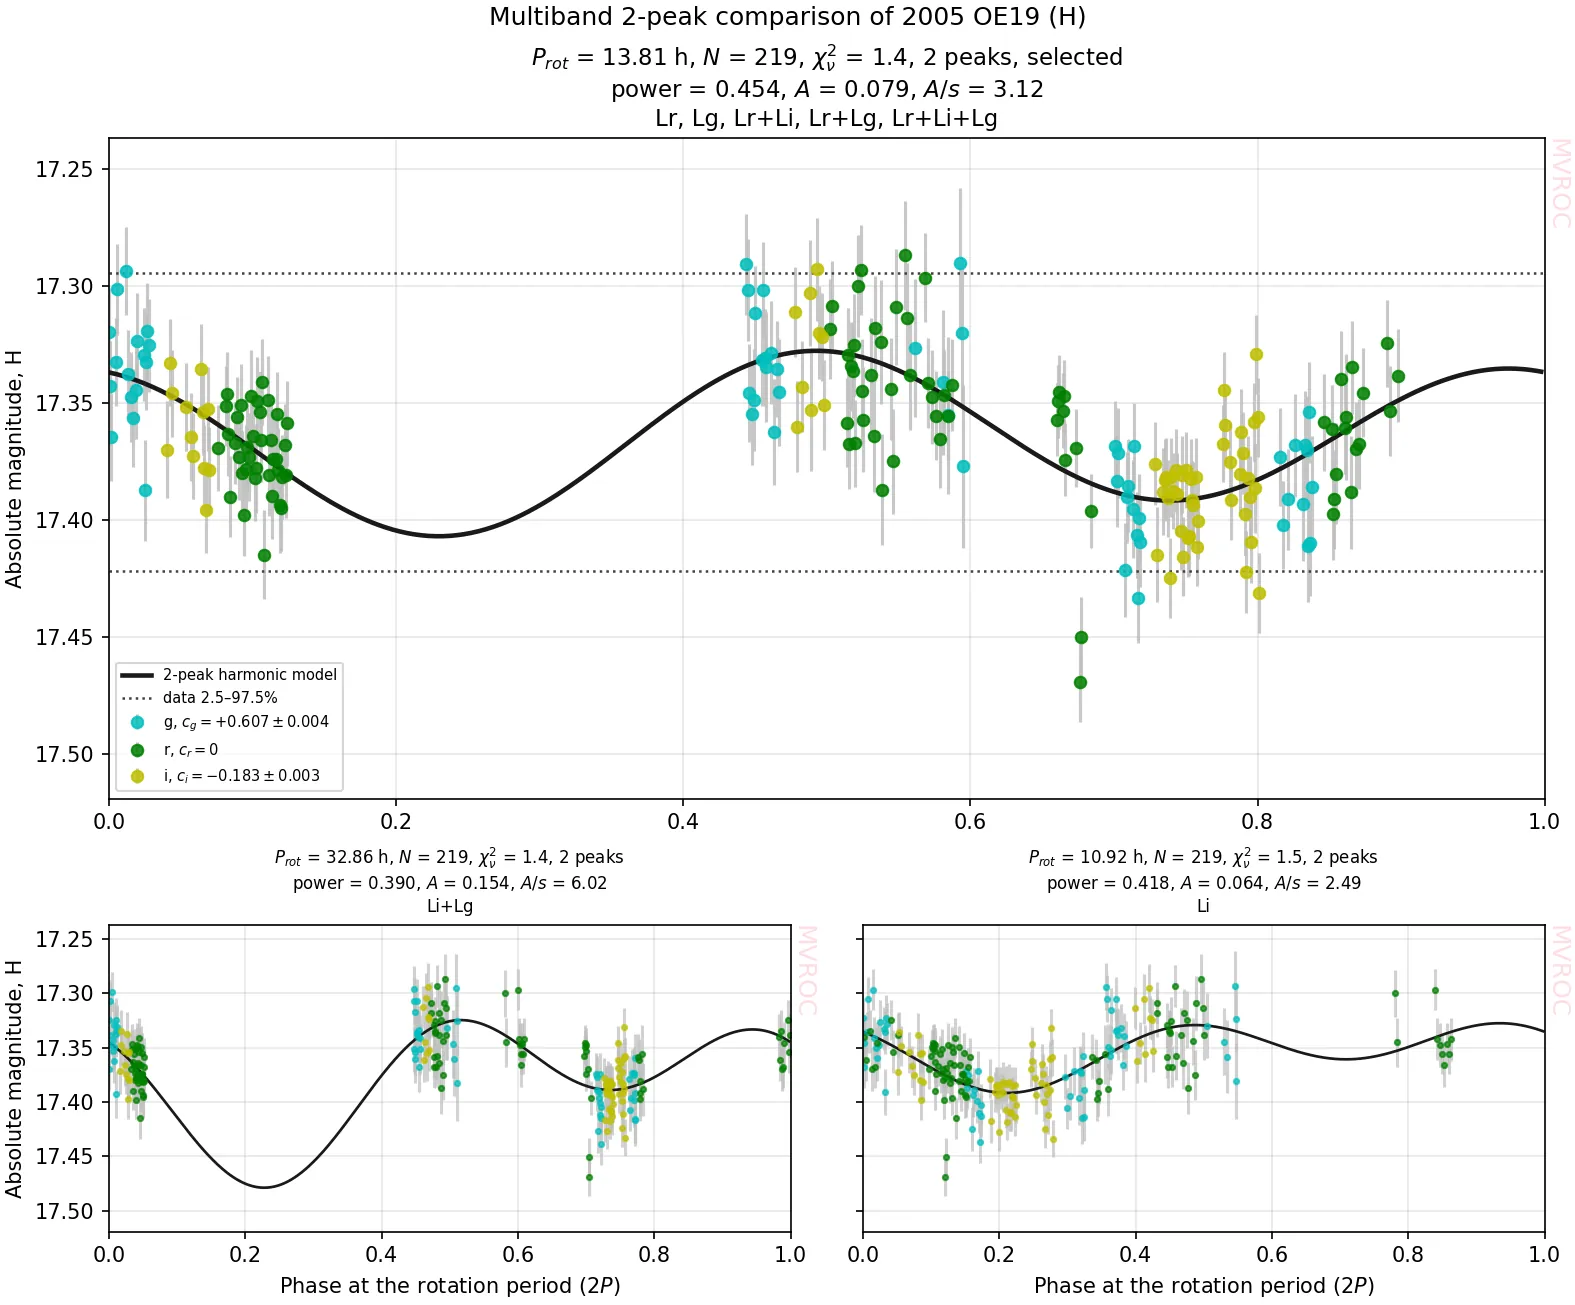 Multiband 2-peak comparison of 2005 OE19 (H)
P_rot = 13.81 h, N = 219, χ²_ν = 1.4, 2 peaks, selected
power = 0.454, A = 0.079, A/s = 3.12
Lr, Lg, Lr+Li, Lr+Lg, Lr+Li+Lg
MVROC
Absolute magnitude, H
17.25
17.30
17.35
17.40
17.45
17.50
2-peak harmonic model
data 2.5–97.5%
g, c_g = +0.607 ± 0.004
r, c_r = 0
i, c_i = −0.183 ± 0.003
0.0 0.2 0.4 0.6 0.8 1.0
P_rot = 32.86 h, N = 219, χ²_ν = 1.4, 2 peaks
power = 0.390, A = 0.154, A/s = 6.02
Li+Lg
MVROC
Absolute magnitude, H
17.25
17.30
17.35
17.40
17.45
17.50
0.0 0.2 0.4 0.6 0.8 1.0
Phase at the rotation period (2P)
P_rot = 10.92 h, N = 219, χ²_ν = 1.5, 2 peaks
power = 0.418, A = 0.064, A/s = 2.49
Li
MVROC
0.0 0.2 0.4 0.6 0.8 1.0
Phase at the rotation period (2P)